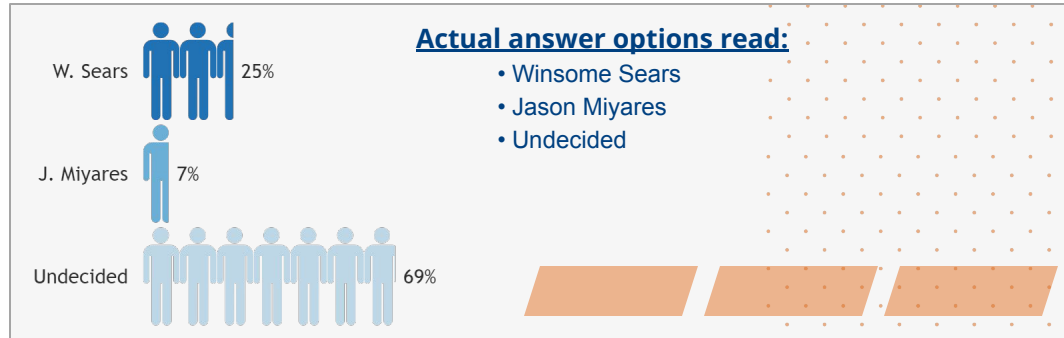 Actual answer options read:
• Winsome Sears
• Jason Miyares
• Undecided
W. Sears 25%
J. Miyares 7%
Undecided 69%